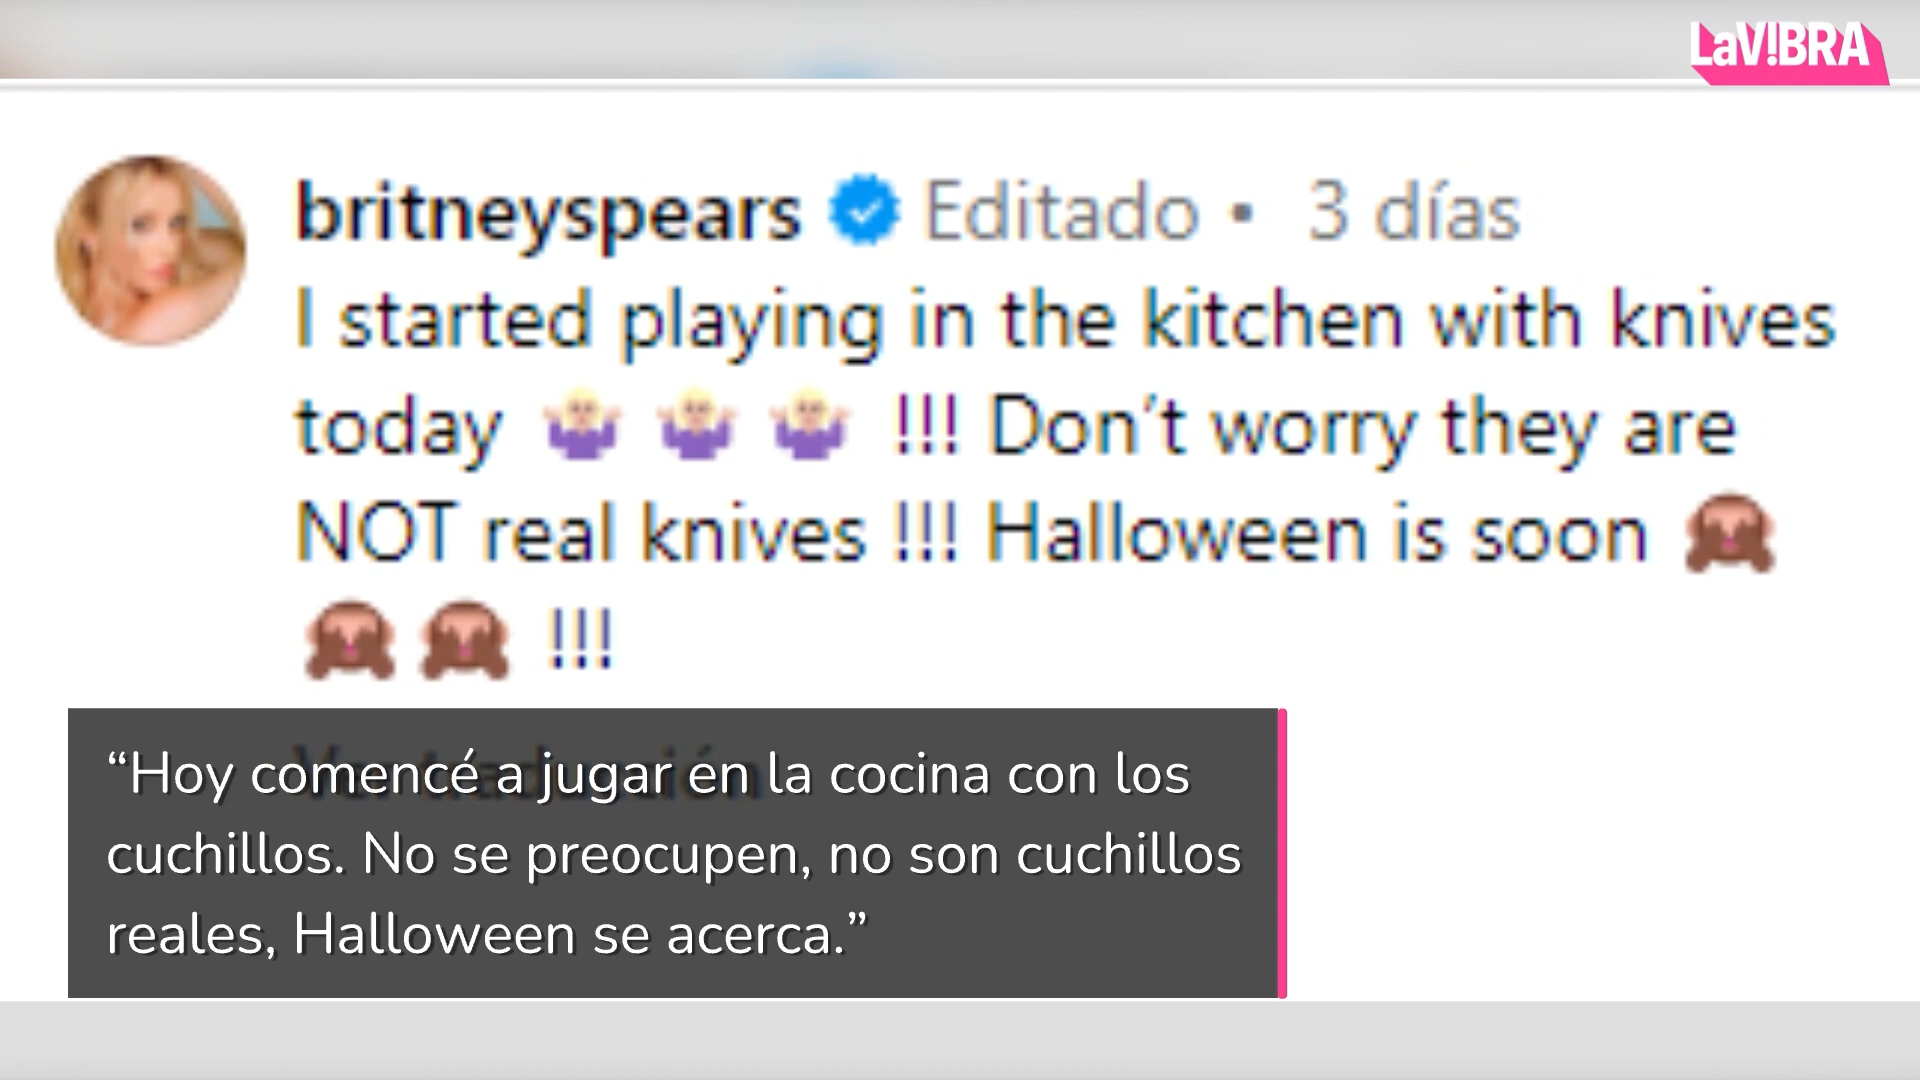 LaV!BRA
britneyspears Editado • 3 días
I started playing in the kitchen with knives
today 🤷🏼‍♀️ 🤷🏼‍♀️ 🤷🏼‍♀️ !!! Don't worry they are
NOT real knives !!! Halloween is soon 🙈
🙈 🙈 !!!
Ver traducción
“Hoy comencé a jugar en la cocina con los
cuchillos. No se preocupen, no son cuchillos
reales, Halloween se acerca.”